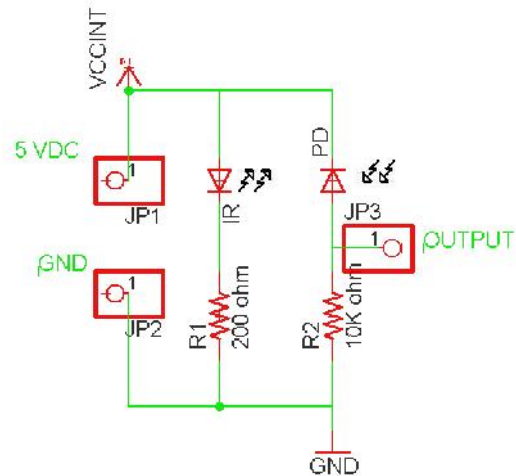 VCCINT
5 VDC
1
JP1
GND
1
JP2
IR
R1
200 ohm
PD
JP3
1
OUTPUT
R2
10K ohm
GND